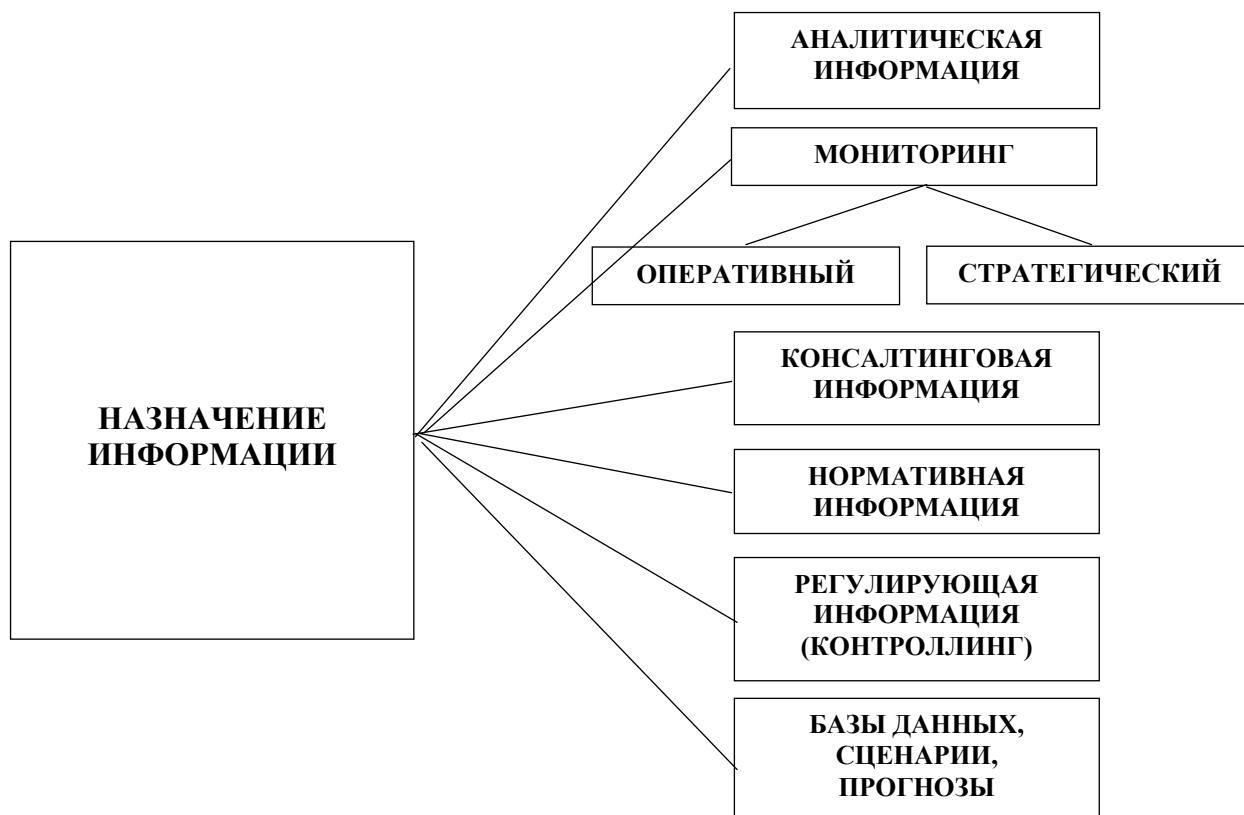 АНАЛИТИЧЕСКАЯ
ИНФОРМАЦИЯ
МОНИТОРИНГ
ОПЕРАТИВНЫЙ
СТРАТЕГИЧЕСКИЙ
НАЗНАЧЕНИЕ
ИНФОРМАЦИИ
КОНСАЛТИНГОВАЯ
ИНФОРМАЦИЯ
НОРМАТИВНАЯ
ИНФОРМАЦИЯ
РЕГУЛИРУЮЩАЯ
ИНФОРМАЦИЯ
(КОНТРОЛЛИНГ)
БАЗЫ ДАННЫХ,
СЦЕНАРИИ,
ПРОГНОЗЫ